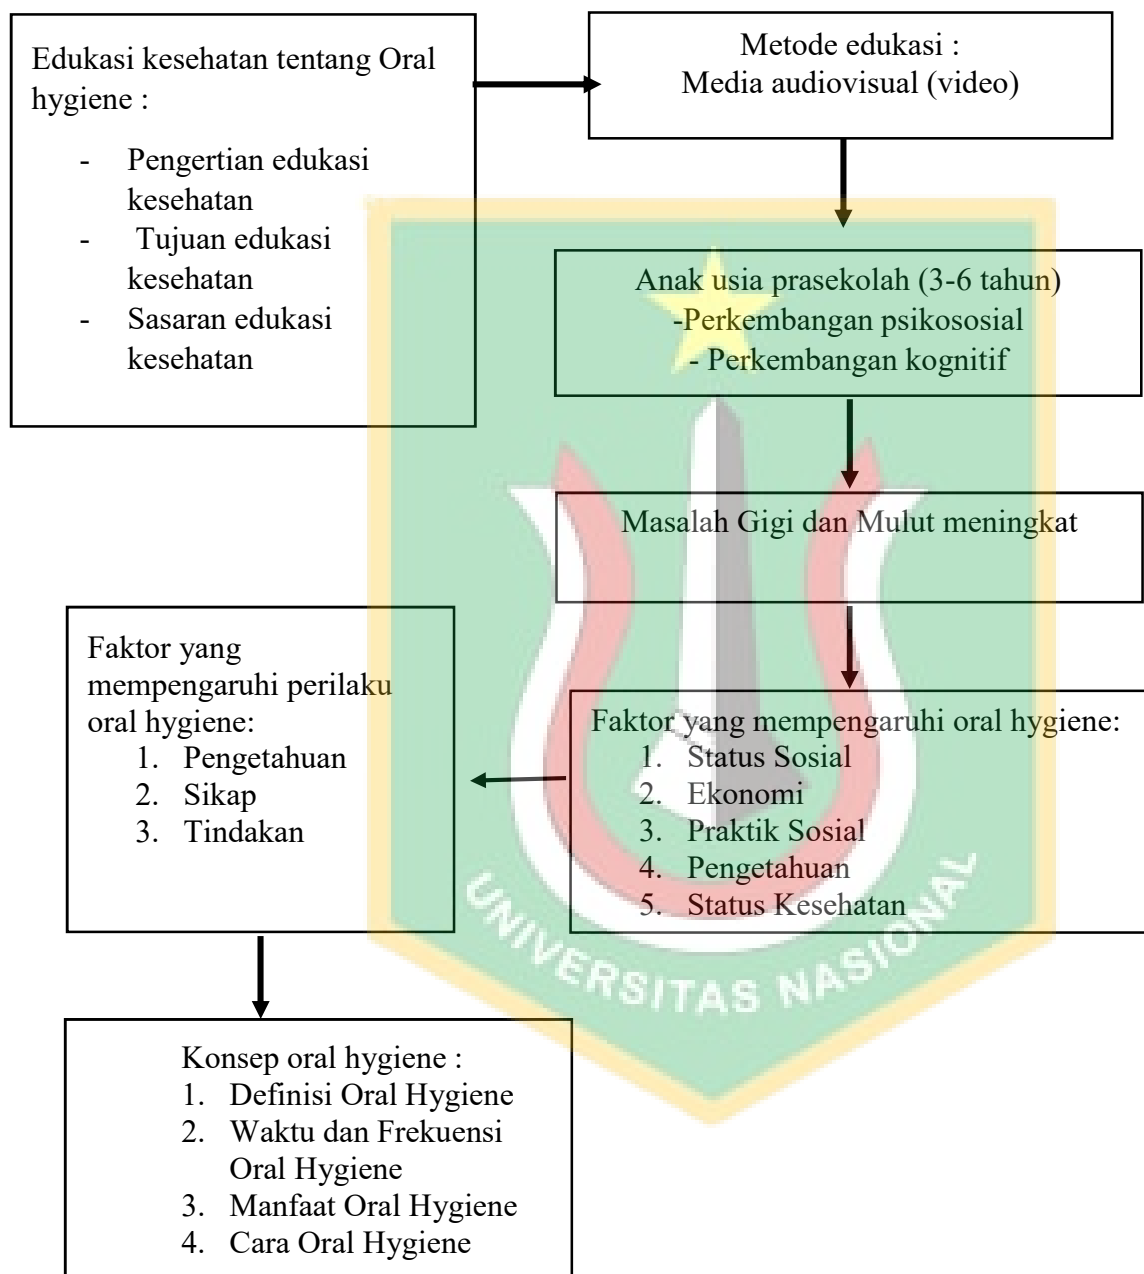 Edukasi kesehatan tentang Oral
hygiene :
- Pengertian edukasi
kesehatan
- Tujuan edukasi
kesehatan
- Sasaran edukasi
kesehatan
Metode edukasi :
Media audiovisual (video)
Anak usia prasekolah (3-6 tahun)
-Perkembangan psikososial
- Perkembangan kognitif
Masalah Gigi dan Mulut meningkat
Faktor yang mempengaruhi oral hygiene:
1. Status Sosial
2. Ekonomi
3. Praktik Sosial
4. Pengetahuan
5. Status Kesehatan
Faktor yang
mempengaruhi perilaku
oral hygiene:
1. Pengetahuan
2. Sikap
3. Tindakan
Konsep oral hygiene :
1. Definisi Oral Hygiene
2. Waktu dan Frekuensi
Oral Hygiene
3. Manfaat Oral Hygiene
4. Cara Oral Hygiene
UNIVERSITAS NASIONAL